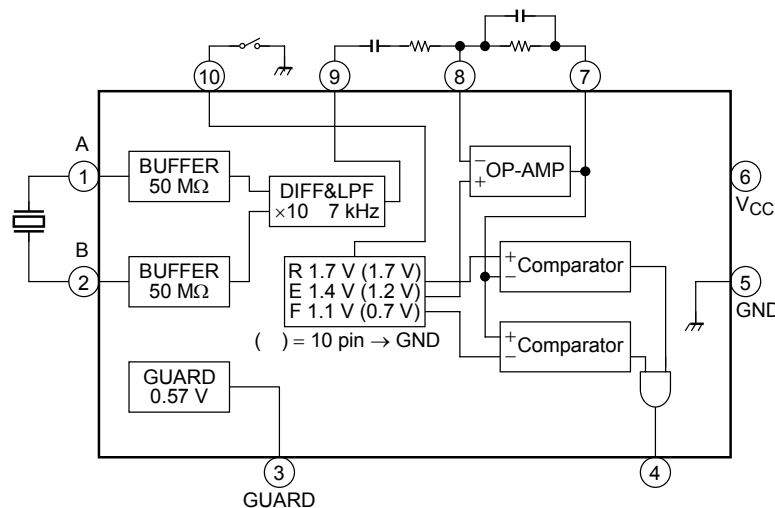 10
9
8
7
A
1
BUFFER
50 MΩ
DIFF&LPF
×10 7 kHz
−
+
OP-AMP
6
VCC
B
2
BUFFER
50 MΩ
R 1.7 V (1.7 V)
E 1.4 V (1.2 V)
F 1.1 V (0.7 V)
( ) = 10 pin → GND
+
−
Comparator
5
GND
+
−
Comparator
GUARD
0.57 V
3
GUARD
4